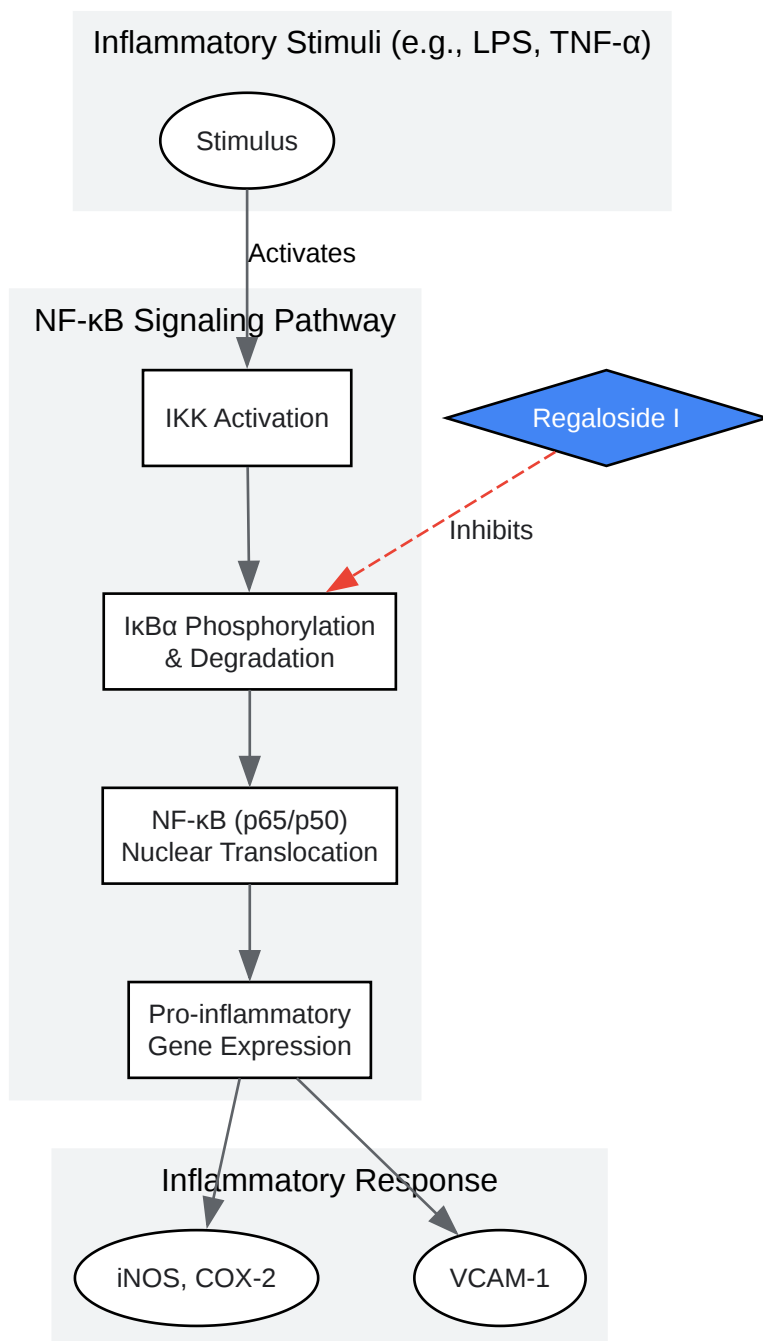 Inflammatory Stimuli (e.g., LPS, TNF-α)
Stimulus
Activates
NF-κB Signaling Pathway
IKK Activation
Regaloside I
Inhibits
IκBα Phosphorylation
& Degradation
NF-κB (p65/p50)
Nuclear Translocation
Pro-inflammatory
Gene Expression
Inflammatory Response
iNOS, COX-2
VCAM-1